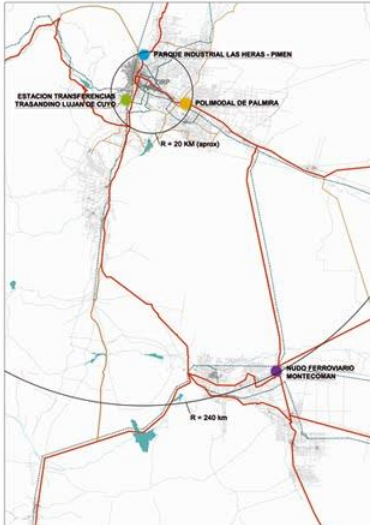 PARQUE INDUSTRIAL LAS HERAS - PIMEN
ESTACION TRANSFERENCIAS
TRASANDINO LUJAN DE CUYO
POLIMODAL DE PALMIRA
R = 20 KM (aprox)
NUDO FERROVIARIO
MONTECOMAN
R = 240 km